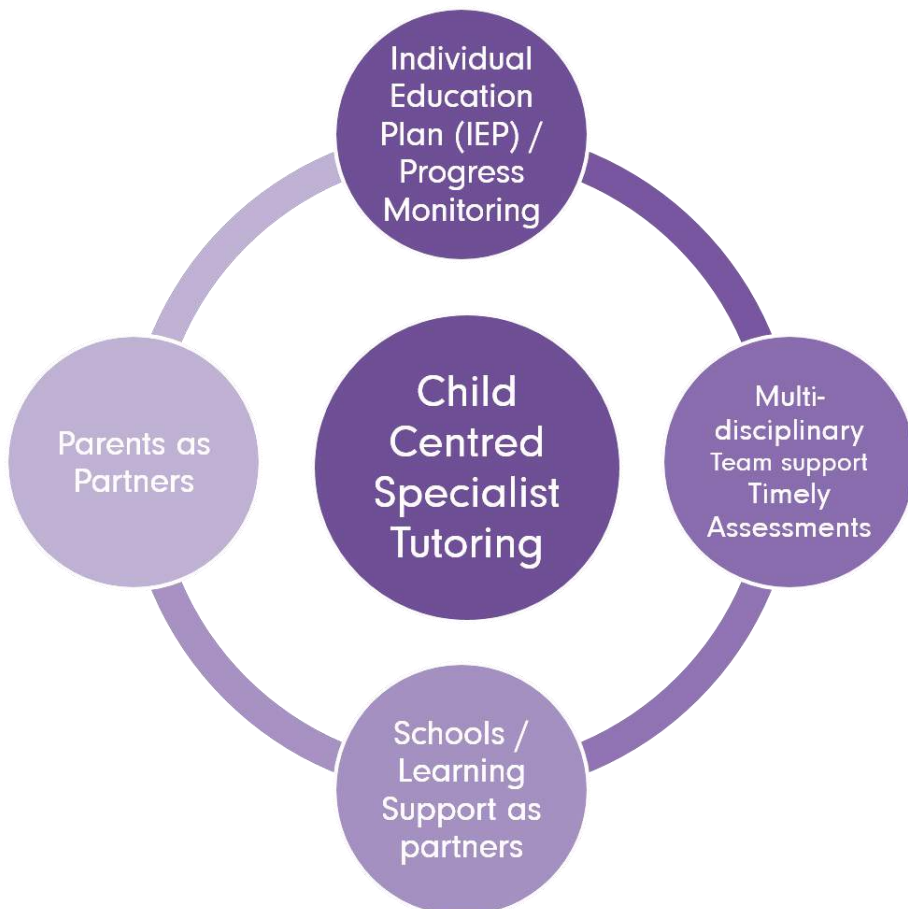 Individual
Education
Plan (IEP) /
Progress
Monitoring
Multi-
disciplinary
Team support
Timely
Assessments
Child
Centred
Specialist
Tutoring
Parents as
Partners
Schools /
Learning
Support as
partners